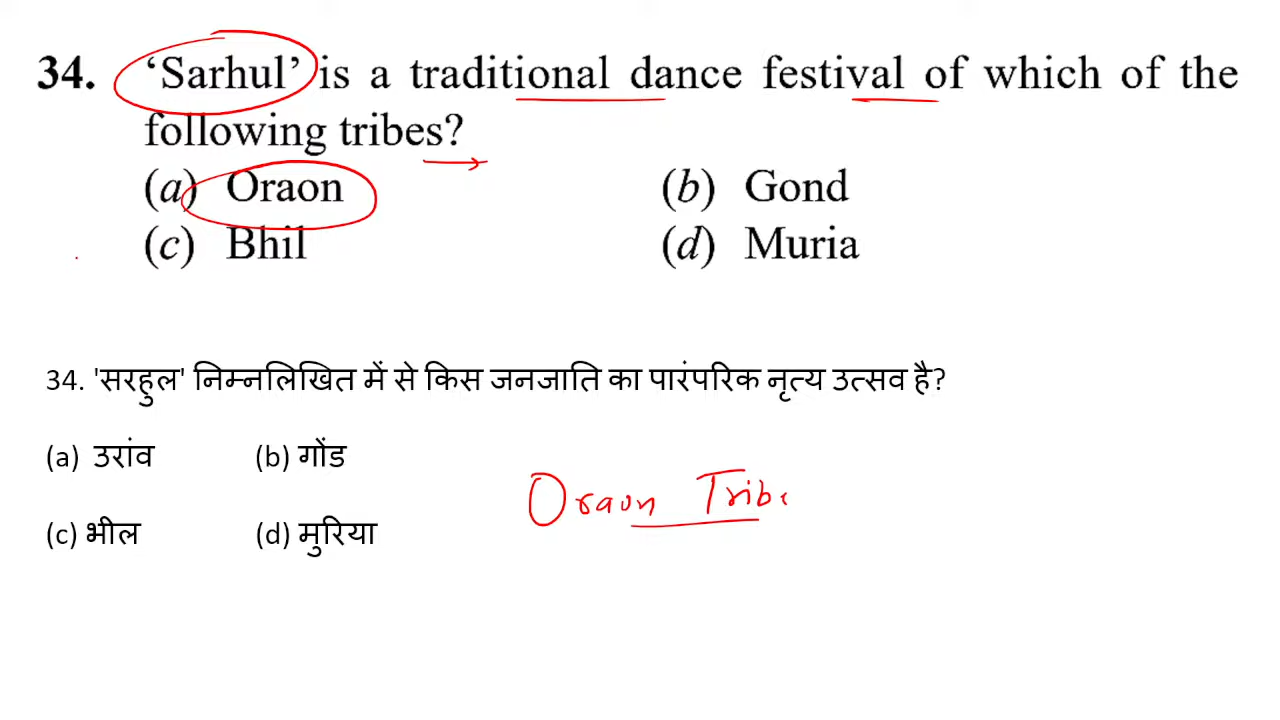 34. ‘Sarhul’ is a traditional dance festival of which of the
following tribes?
(a) Oraon (b) Gond
(c) Bhil (d) Muria
34. 'सरहुल' निम्नलिखित में से किस जनजाति का पारंपरिक नृत्य उत्सव है?
(a) उरांव (b) गोंड
Oraon Tribe
(c) भील (d) मुरिया